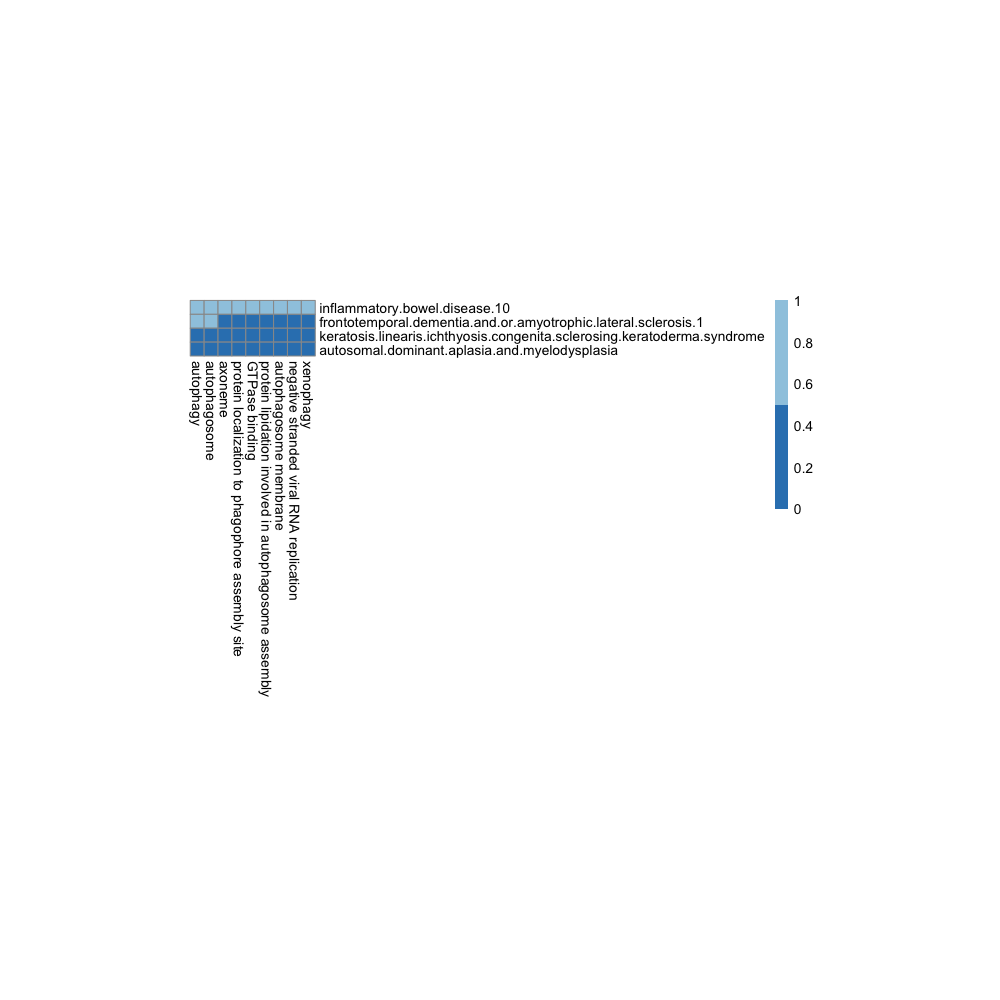 inflammatory.bowel.disease.10
frontotemporal.dementia.and.or.amyotrophic.lateral.sclerosis.1
keratosis.linearis.ichthyosis.congenita.sclerosing.keratoderma.syndrome
autosomal.dominant.aplasia.and.myelodysplasia
autophagy
autophagosome
axoneme
protein localization to phagophore assembly site
GTPase binding
protein lipidation involved in autophagosome assembly
autophagosome membrane
negative stranded viral RNA replication
xenophagy
1
0.8
0.6
0.4
0.2
0